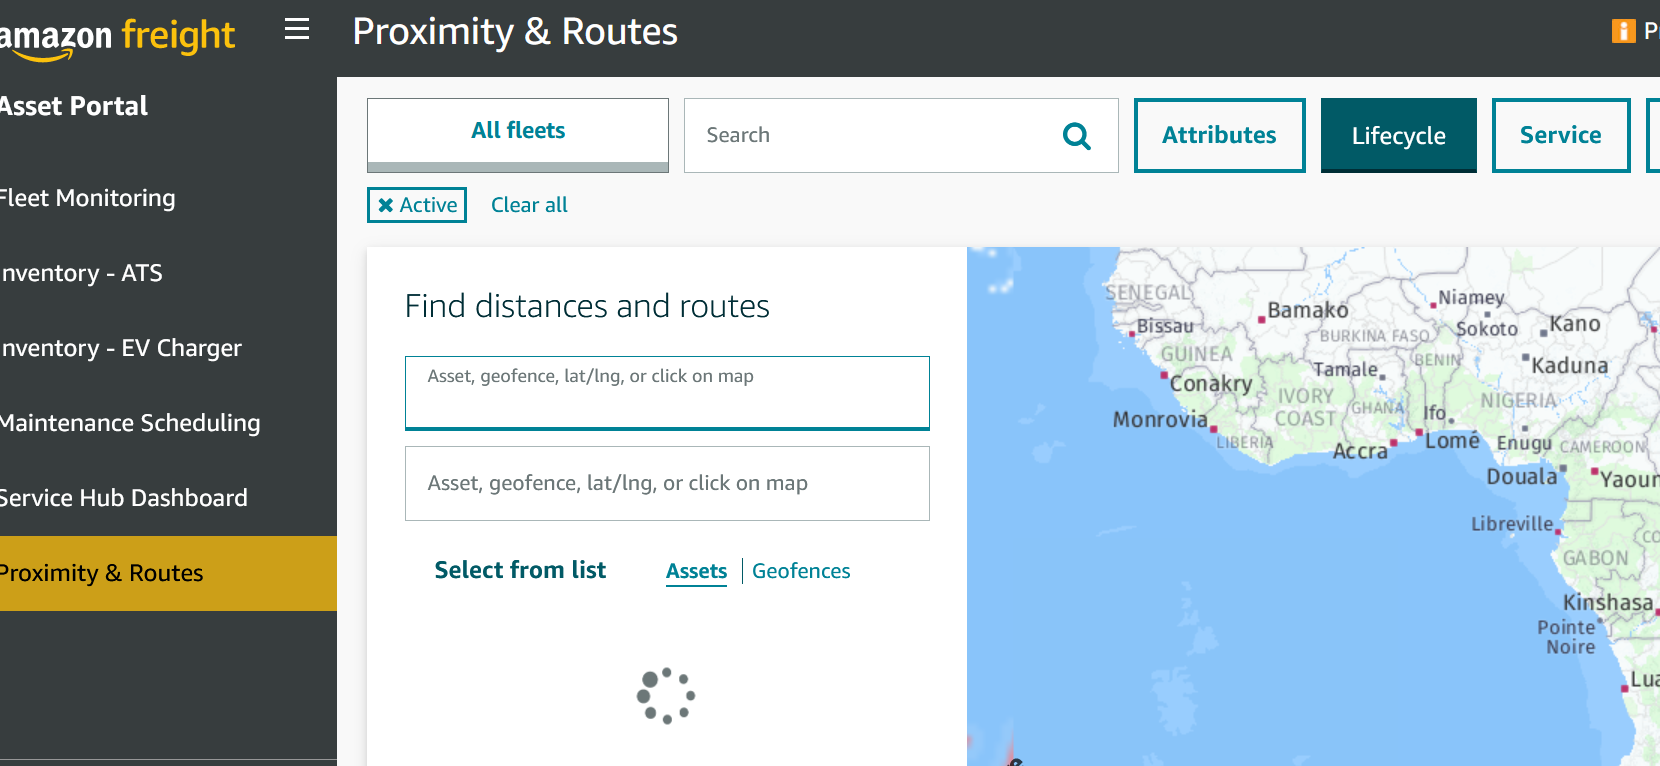 amazon freight
Proximity & Routes
Asset Portal
All fleets
Search
Attributes
Lifecycle
Service
Fleet Monitoring
Active
Clear all
Inventory - ATS
Find distances and routes
Inventory - EV Charger
Asset, geofence, lat/lng, or click on map
Maintenance Scheduling
Asset, geofence, lat/lng, or click on map
Service Hub Dashboard
Select from list
Assets
Geofences
Proximity & Routes
SENEGAL
Bissau
Bamako
Niamey
Sokoto
Kano
BURKINA FASO
GUINEA
Conakry
Tamale
BENIN
Kaduna
IVORY
COAST
GHANA
NIGERIA
Monrovia
LIBERIA
Ifo
Accra
Lomé
Enugu
CAMEROON
Douala
Yaoun
Libreville
GABON
CO
Kinshasa
Pointe
Noire
Lua